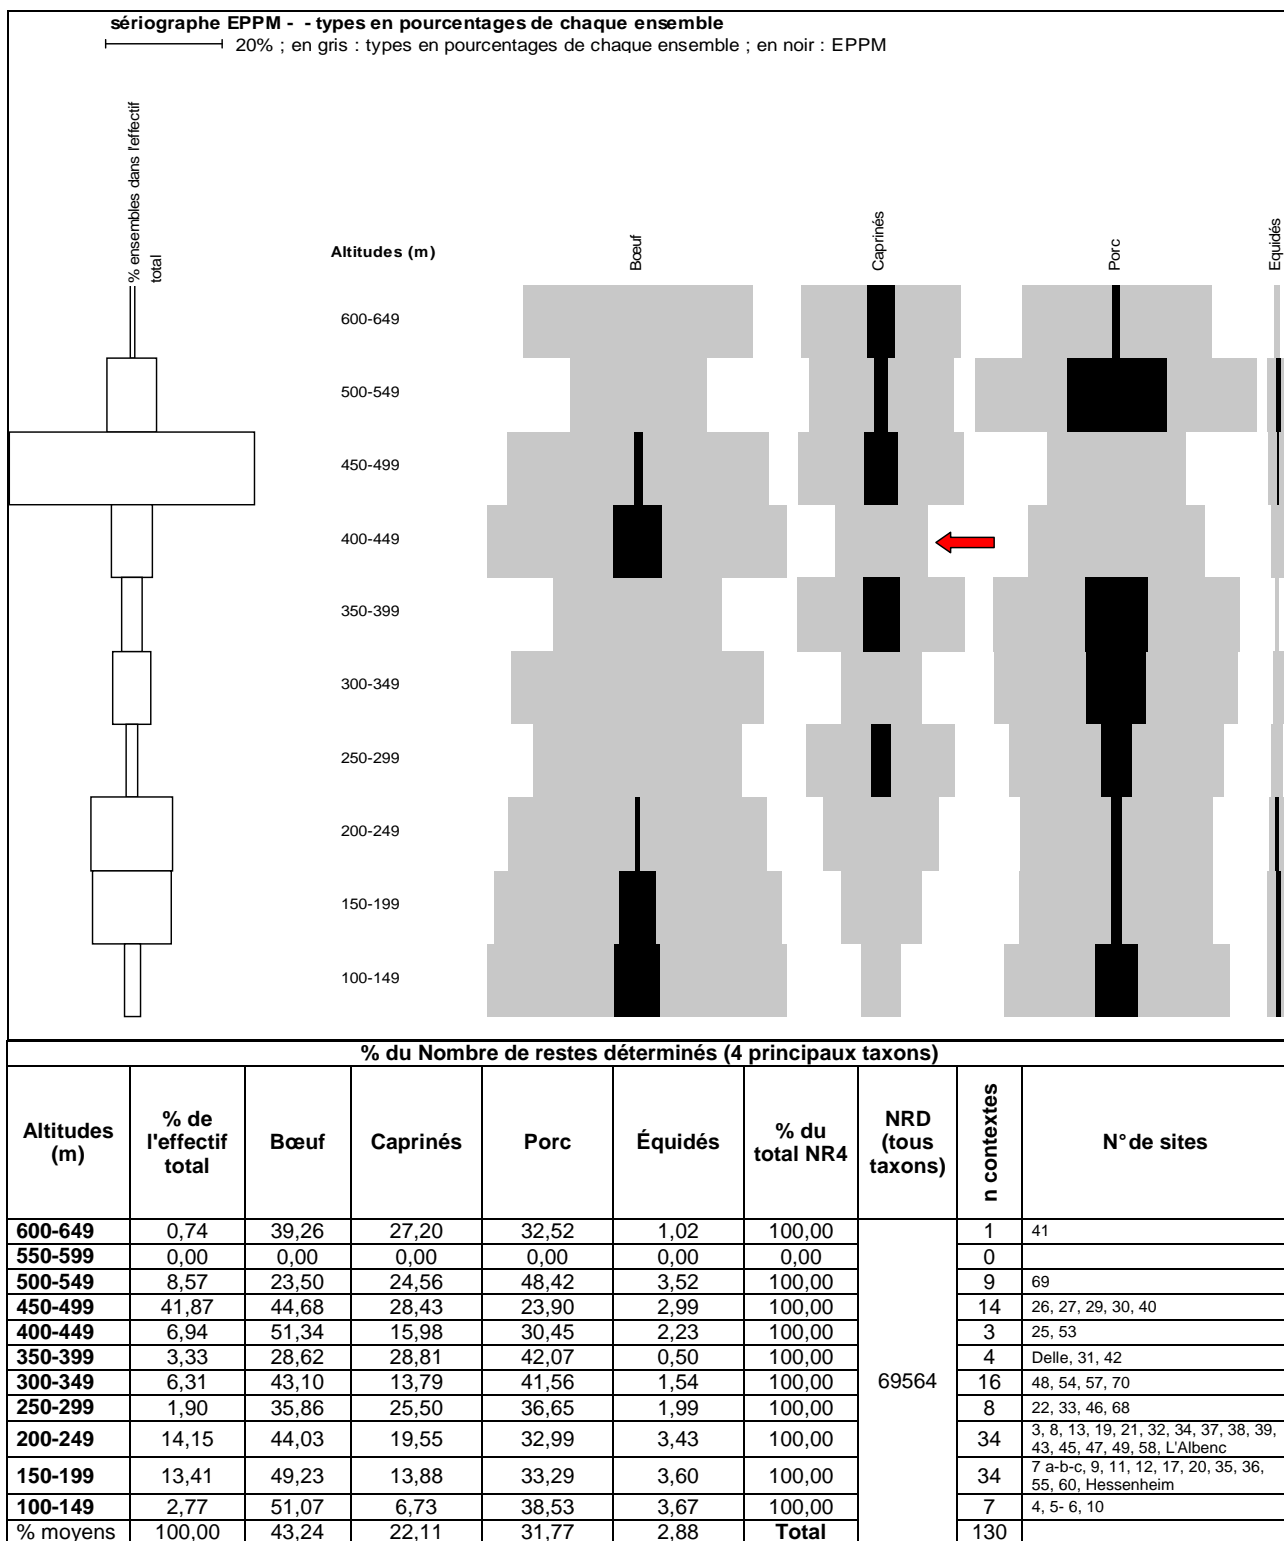 sériographe EPPM - - types en pourcentages de chaque ensemble
20% ; en gris : types en pourcentages de chaque ensemble ; en noir : EPPM
% ensembles dans l'effectif
total
Altitudes (m)
Bœuf
Caprinés
Porc
Equidés
600-649
500-549
450-499
400-449
350-399
300-349
250-299
200-249
150-199
100-149
% du Nombre de restes déterminés (4 principaux taxons)
Altitudes (m) % de l'effectif total Bœuf Caprinés Porc Équidés % du total NR4 NRD (tous taxons) n contextes N° de sites
600-649 0,74 39,26 27,20 32,52 1,02 100,00 1 41
550-599 0,00 0,00 0,00 0,00 0,00 0,00 0
500-549 8,57 23,50 24,56 48,42 3,52 100,00 9 69
450-499 41,87 44,68 28,43 23,90 2,99 100,00 14 26, 27, 29, 30, 40
400-449 6,94 51,34 15,98 30,45 2,23 100,00 3 25, 53
350-399 3,33 28,62 28,81 42,07 0,50 100,00 4 Delle, 31, 42
300-349 6,31 43,10 13,79 41,56 1,54 100,00 69564 16 48, 54, 57, 70
250-299 1,90 35,86 25,50 36,65 1,99 100,00 8 22, 33, 46, 68
200-249 14,15 44,03 19,55 32,99 3,43 100,00 34 3, 8, 13, 19, 21, 32, 34, 37, 38, 39,
43, 45, 47, 49, 58, L'Albenc
150-199 13,41 49,23 13,88 33,29 3,60 100,00 34 7 a-b-c, 9, 11, 12, 17, 20, 35, 36,
55, 60, Hessenheim
100-149 2,77 51,07 6,73 38,53 3,67 100,00 7 4, 5- 6, 10
% moyens 100,00 43,24 22,11 31,77 2,88 Total 130